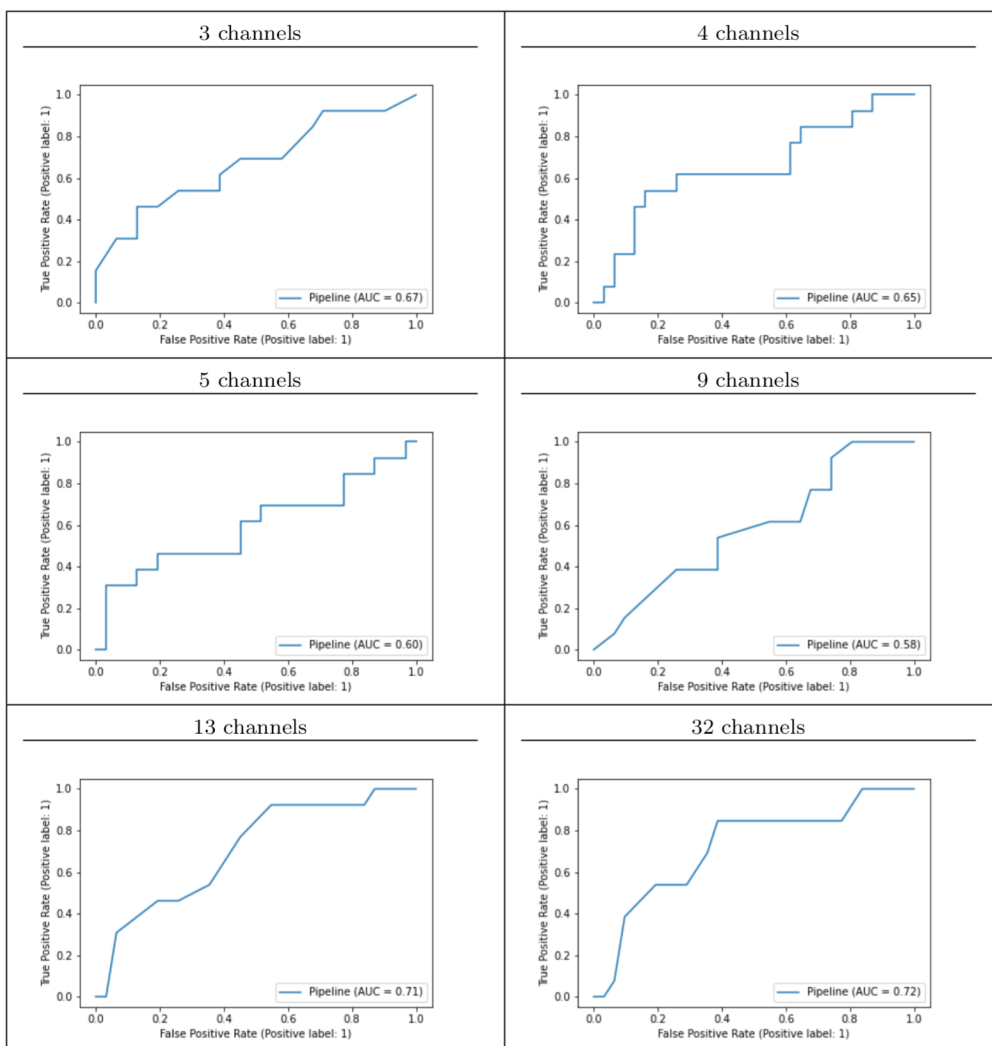 3 channels
4 channels
True Positive Rate (Positive label: 1)
1.0
0.8
0.6
0.4
0.2
0.0
Pipeline (AUC = 0.67)
0.0 0.2 0.4 0.6 0.8 1.0
False Positive Rate (Positive label: 1)
True Positive Rate (Positive label: 1)
1.0
0.8
0.6
0.4
0.2
0.0
Pipeline (AUC = 0.65)
0.0 0.2 0.4 0.6 0.8 1.0
False Positive Rate (Positive label: 1)
5 channels
9 channels
True Positive Rate (Positive label: 1)
1.0
0.8
0.6
0.4
0.2
0.0
Pipeline (AUC = 0.60)
0.0 0.2 0.4 0.6 0.8 1.0
False Positive Rate (Positive label: 1)
True Positive Rate (Positive label: 1)
1.0
0.8
0.6
0.4
0.2
0.0
Pipeline (AUC = 0.58)
0.0 0.2 0.4 0.6 0.8 1.0
False Positive Rate (Positive label: 1)
13 channels
32 channels
True Positive Rate (Positive label: 1)
1.0
0.8
0.6
0.4
0.2
0.0
Pipeline (AUC = 0.71)
0.0 0.2 0.4 0.6 0.8 1.0
False Positive Rate (Positive label: 1)
True Positive Rate (Positive label: 1)
1.0
0.8
0.6
0.4
0.2
0.0
Pipeline (AUC = 0.72)
0.0 0.2 0.4 0.6 0.8 1.0
False Positive Rate (Positive label: 1)